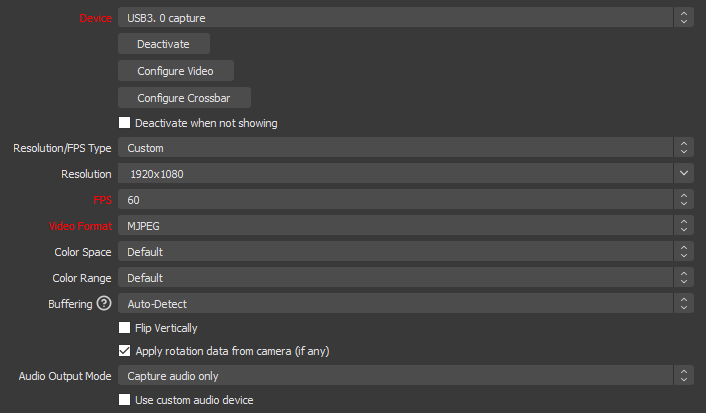 Device USB3. 0 capture
Deactivate
Configure Video
Configure Crossbar
Deactivate when not showing
Resolution/FPS Type Custom
Resolution 1920x1080
FPS 60
Video Format MJPEG
Color Space Default
Color Range Default
Buffering ? Auto-Detect
Flip Vertically
Apply rotation data from camera (if any)
Audio Output Mode Capture audio only
Use custom audio device